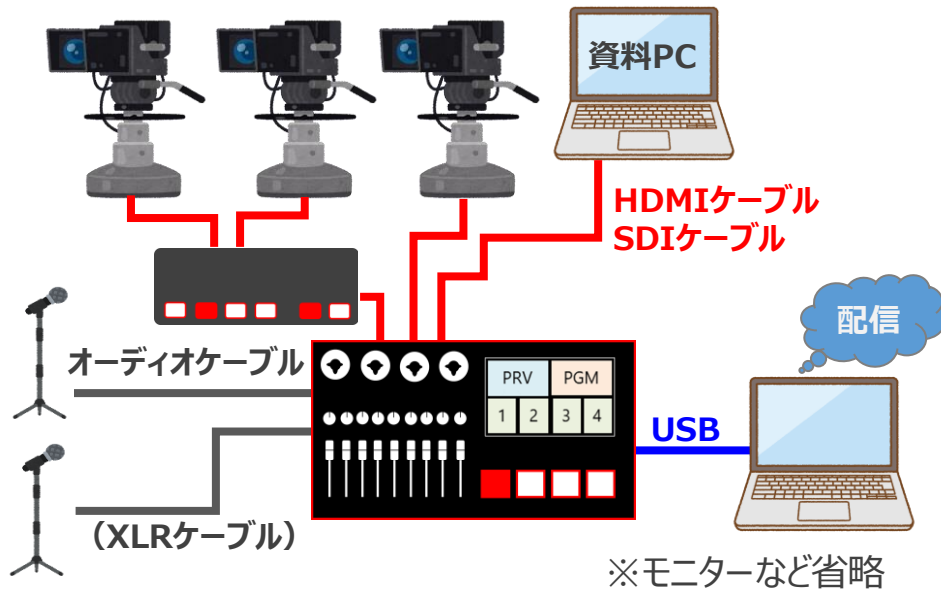 資料PC
HDMIケーブル
SDIケーブル
配信
オーディオケーブル
PRV PGM
1 2 3 4
USB
（XLRケーブル）
※モニターなど省略